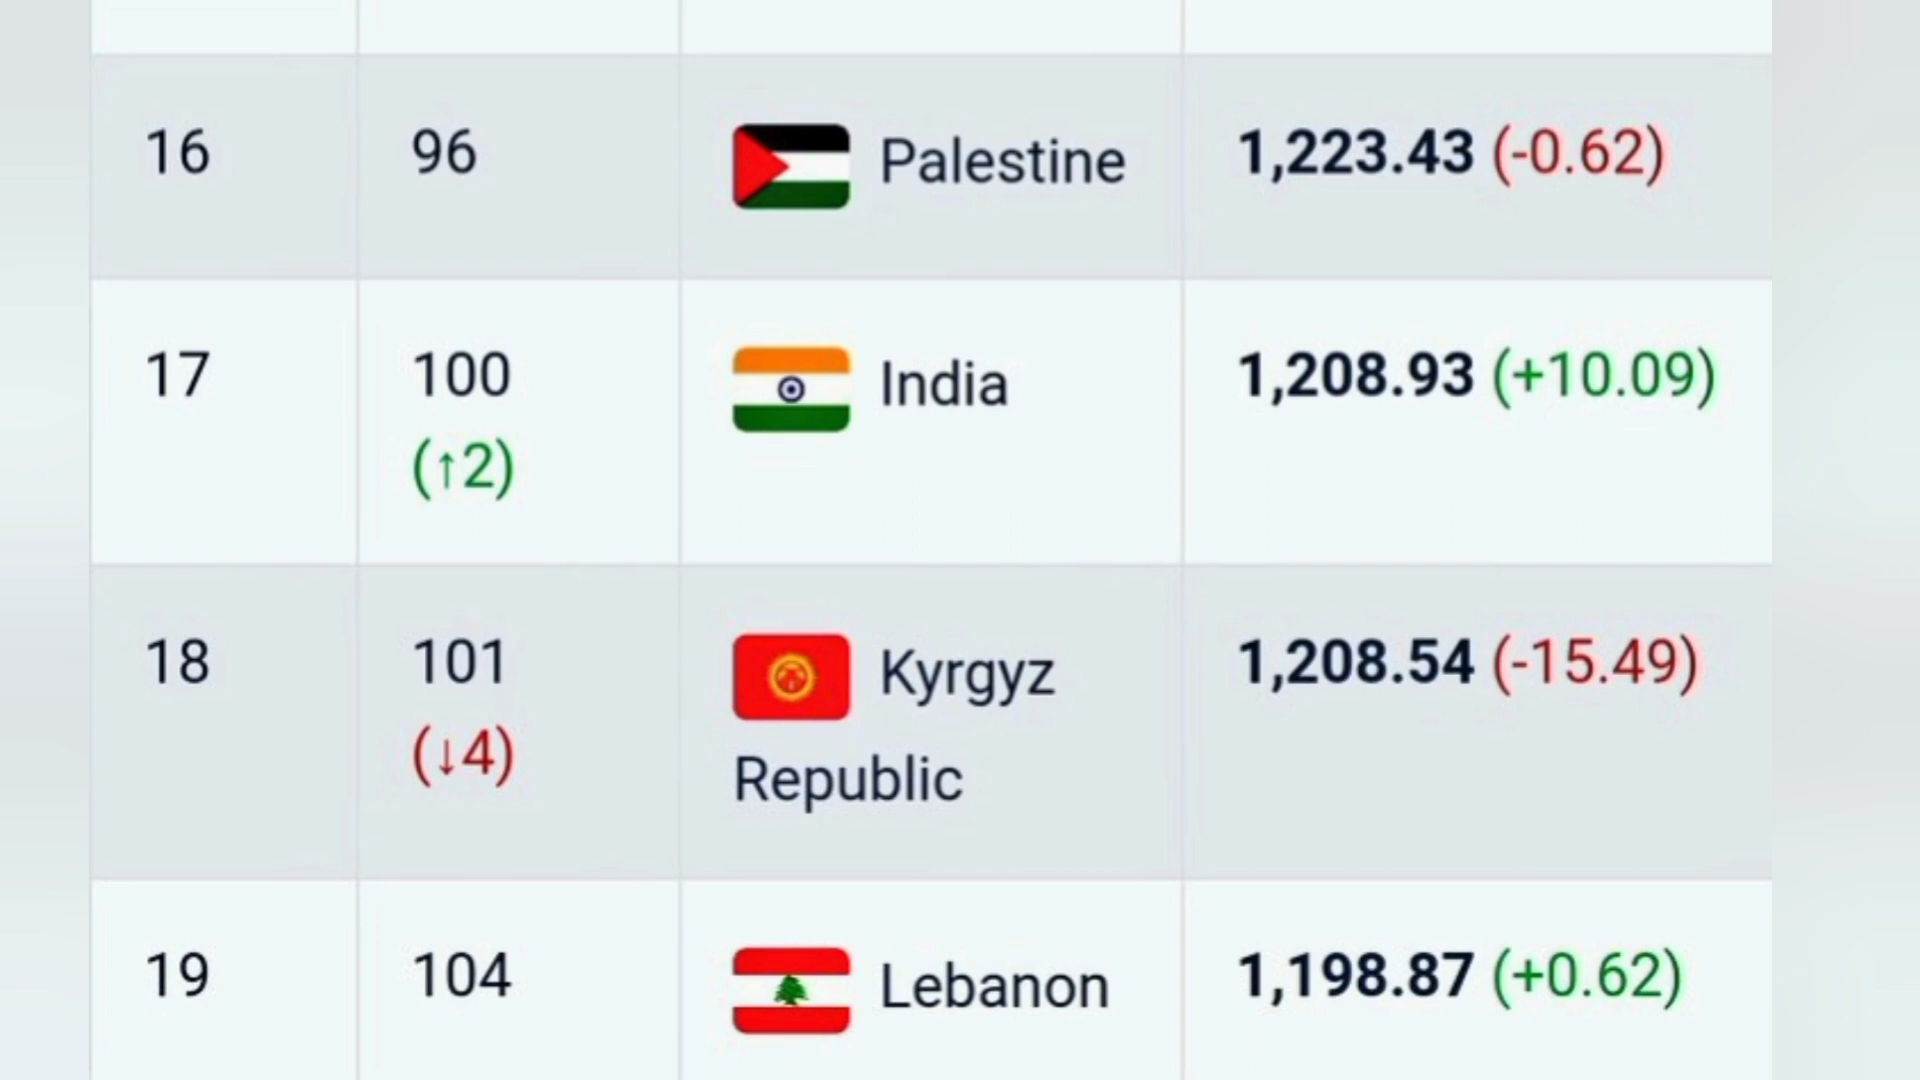 16 96 Palestine 1,223.43 (-0.62)
17 100 India 1,208.93 (+10.09)
(↑2)
18 101 Kyrgyz 1,208.54 (-15.49)
(↓4) Republic
19 104 Lebanon 1,198.87 (+0.62)